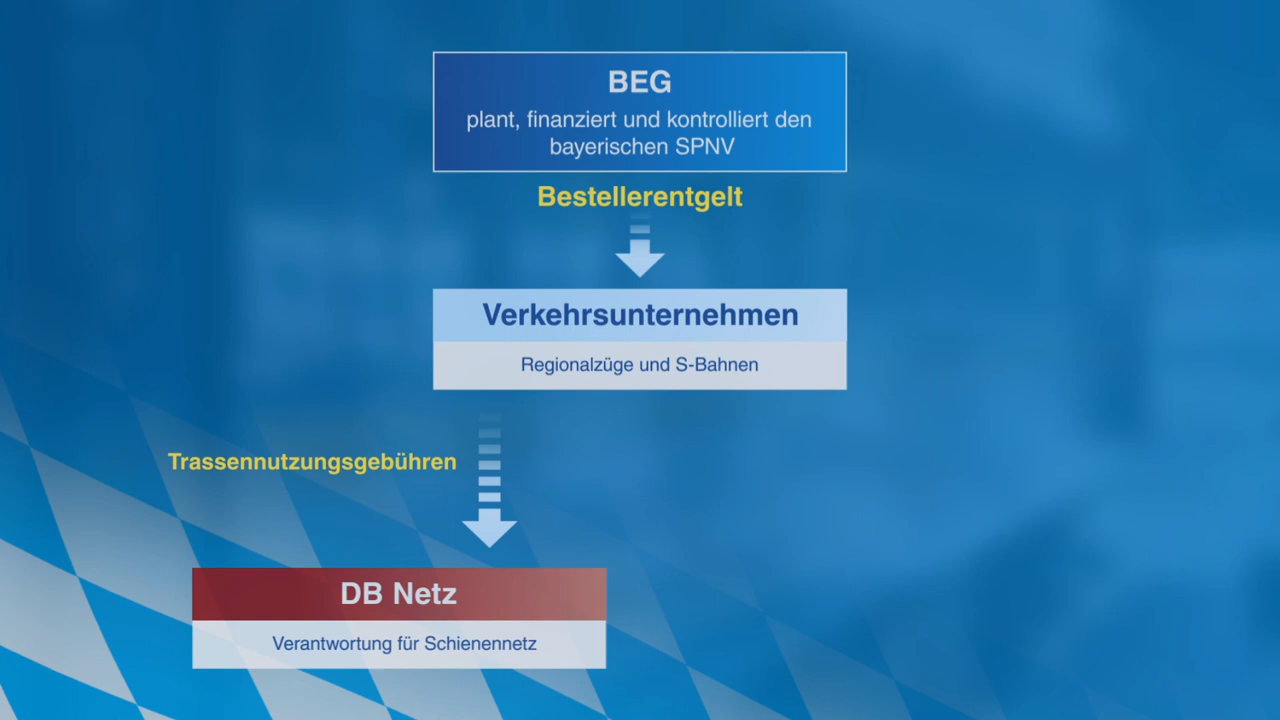 BEG
plant, finanziert und kontrolliert den
bayerischen SPNV
Bestellerentgelt
Verkehrsunternehmen
Regionalzüge und S-Bahnen
Trassennutzungsgebühren
DB Netz
Verantwortung für Schienennetz